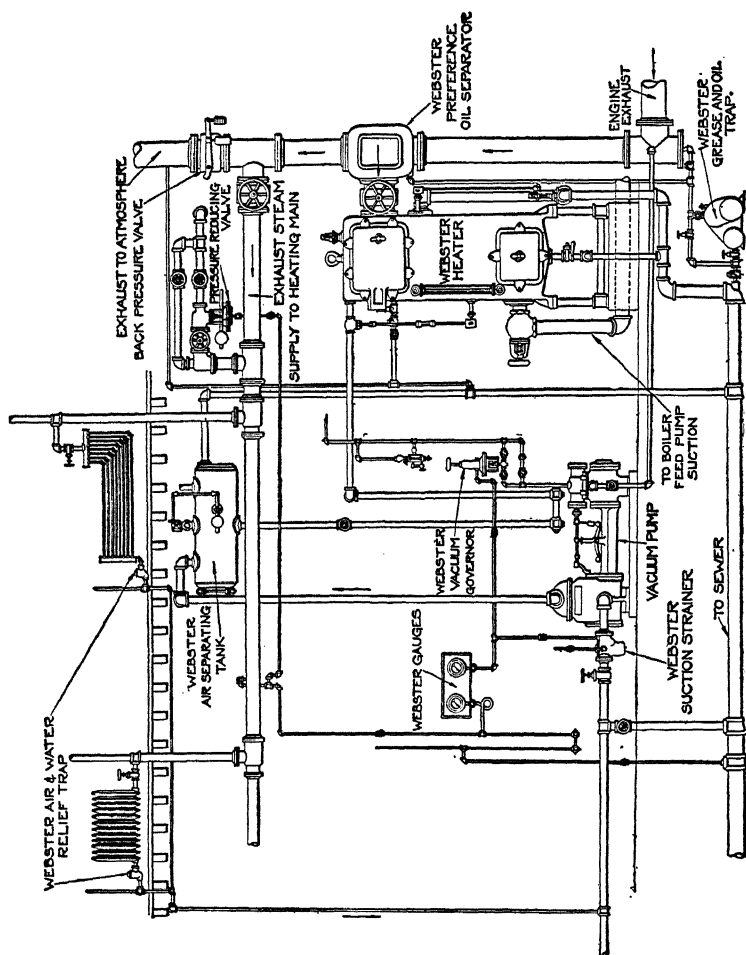 EXHAUST TO ATMOSPHERE
BACK PRESSURE VALVE
PRESSURE REDUCING
VALVE
EXHAUST STEAM
SUPPLY TO HEATING MAIN
WEBSTER
PREFERENCE
OIL SEPARATOR
ENGINE
EXHAUST
WEBSTER
GREASE AND OIL
TRAP.
WEBSTER
HEATER
TO BOILER
FEED PUMP
SUCTION
WEBSTER
AIR SEPARATING
TANK
WEBSTER
VACUUM
GOVERNOR
VACUUM PUMP
WEBSTER GAUGES
WEBSTER
SUCTION STRAINER
TO SEWER
WEBSTER AIR & WATER
RELIEF TRAP